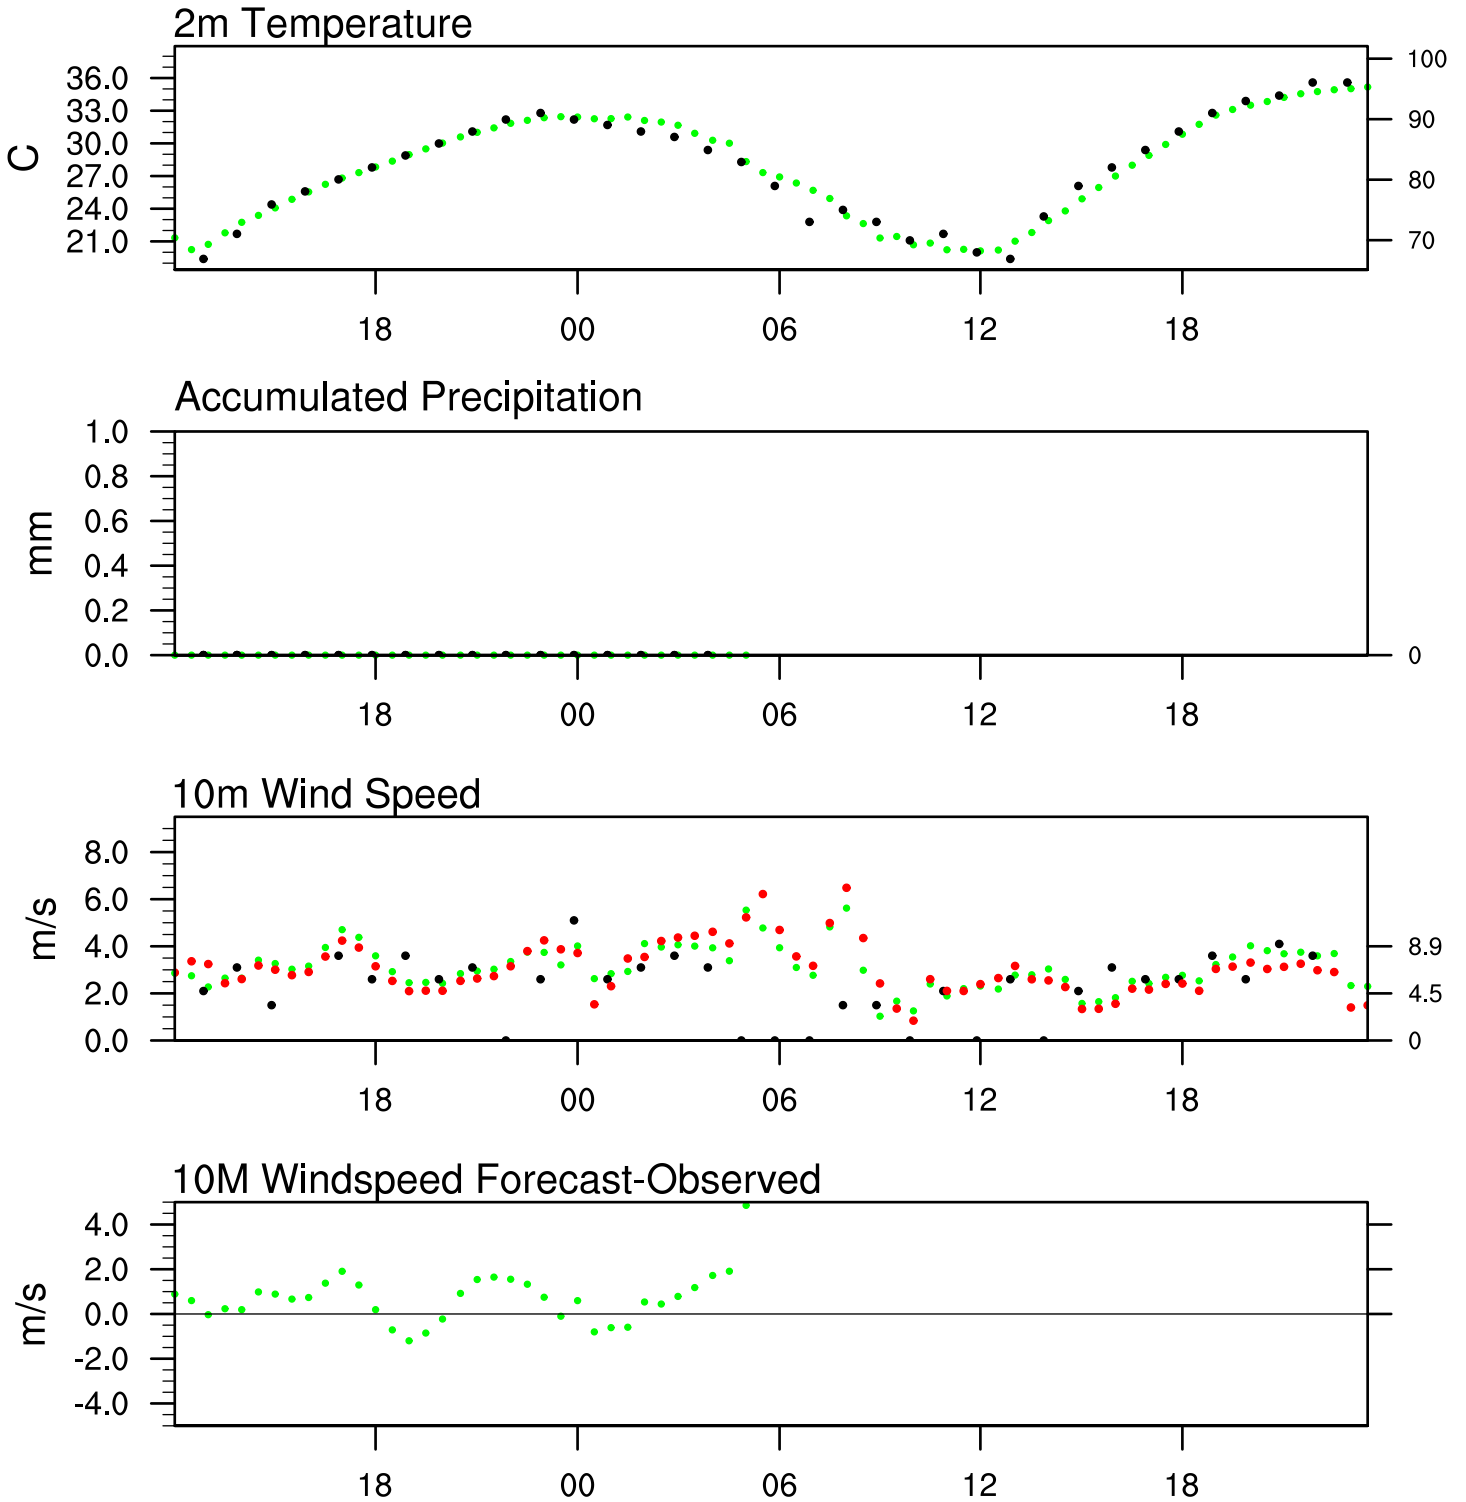 2m Temperature
C
36.0
33.0
30.0
27.0
24.0
21.0
100
90
80
70
18 00 06 12 18
Accumulated Precipitation
mm
1.0
0.8
0.6
0.4
0.2
0.0
0
18 00 06 12 18
10m Wind Speed
m/s
8.0
6.0
4.0
2.0
0.0
8.9
4.5
0
18 00 06 12 18
10M Windspeed Forecast-Observed
m/s
4.0
2.0
0.0
-2.0
-4.0
18 00 06 12 18